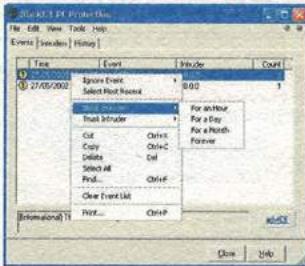 BlackICE PC Protection
File Edit View Tools Help
Events Intruders History
Time Event Intruder Count
27/05/2002 0.0.0 1
Ignore Event
Select Most Recent
Block Intruder
Trust Intruder
For an Hour
For a Day
For a Month
Forever
Cut Ctrl+X
Copy Ctrl+C
Delete Del
Select All
Find... Ctrl+F
Clear Event List
Print... Ctrl+P
[Informational]
advICE
Close Help